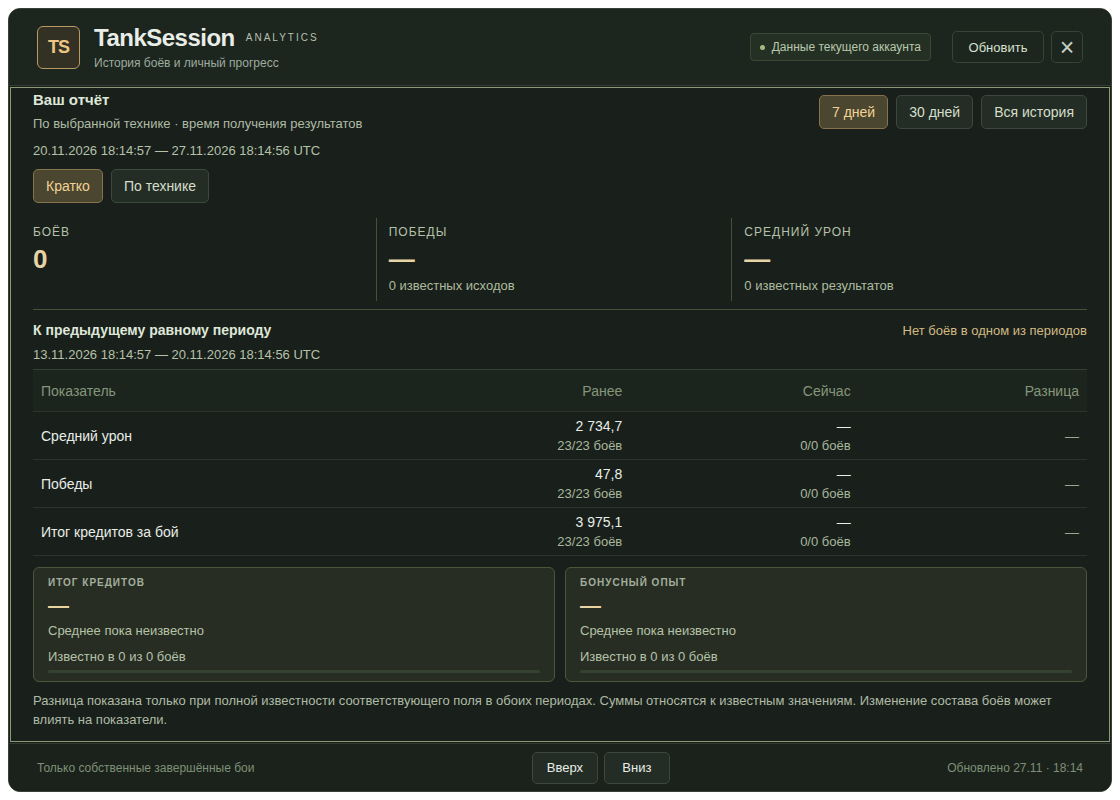 TS
TankSession ANALYTICS
История боёв и личный прогресс
Данные текущего аккаунта
Обновить
Ваш отчёт
По выбранной технике · время получения результатов
20.11.2026 18:14:57 — 27.11.2026 18:14:56 UTC
7 дней
30 дней
Вся история
Кратко
По технике
БОЁВ
0
ПОБЕДЫ
—
0 известных исходов
СРЕДНИЙ УРОН
—
0 известных результатов
К предыдущему равному периоду
Нет боёв в одном из периодов
13.11.2026 18:14:57 — 20.11.2026 18:14:56 UTC
Показатель Ранее Сейчас Разница
Средний урон 2 734,7 — —
23/23 боёв 0/0 боёв
Победы 47,8 — —
23/23 боёв 0/0 боёв
Итог кредитов за бой 3 975,1 — —
23/23 боёв 0/0 боёв
ИТОГ КРЕДИТОВ
—
Среднее пока неизвестно
Известно в 0 из 0 боёв
БОНУСНЫЙ ОПЫТ
—
Среднее пока неизвестно
Известно в 0 из 0 боёв
Разница показана только при полной известности соответствующего поля в обоих периодах. Суммы относятся к известным значениям. Изменение состава боёв может
влиять на показатели.
Только собственные завершённые бои
Вверх
Вниз
Обновлено 27.11 · 18:14